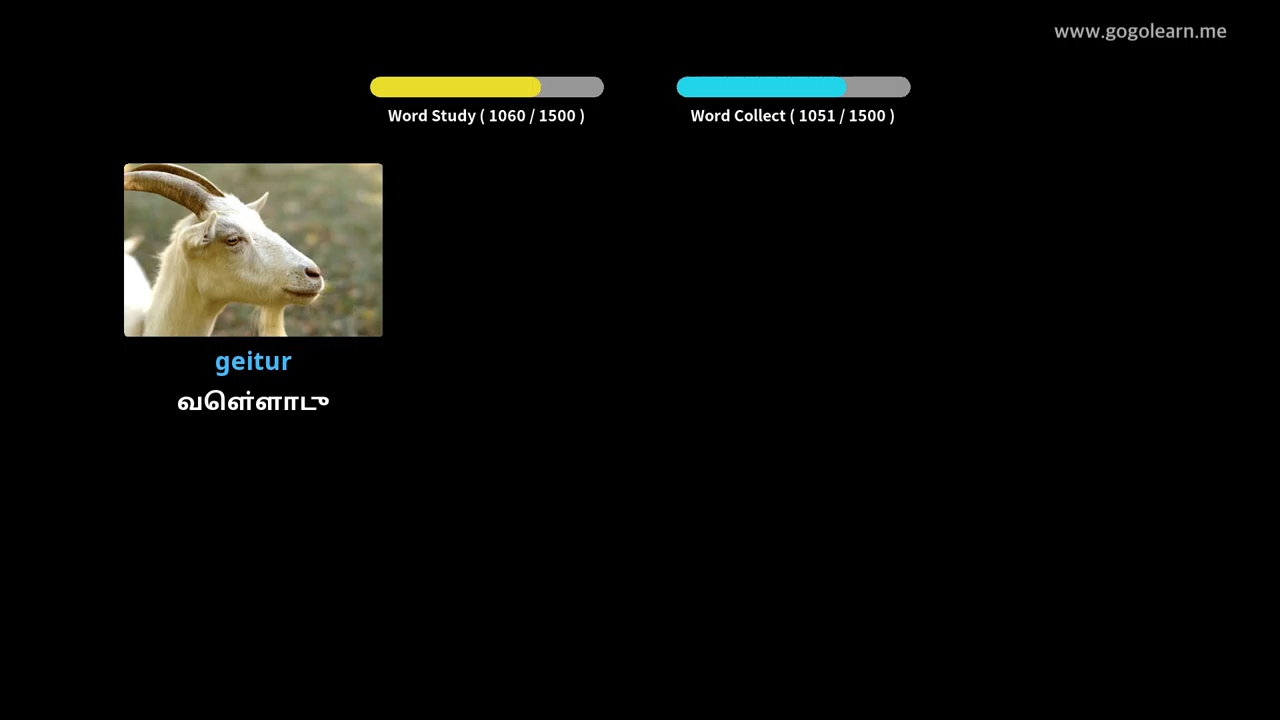 www.gogolearn.me
Word Study ( 1060 / 1500 )
Word Collect ( 1051 / 1500 )
geitur
வெள்ளாடு